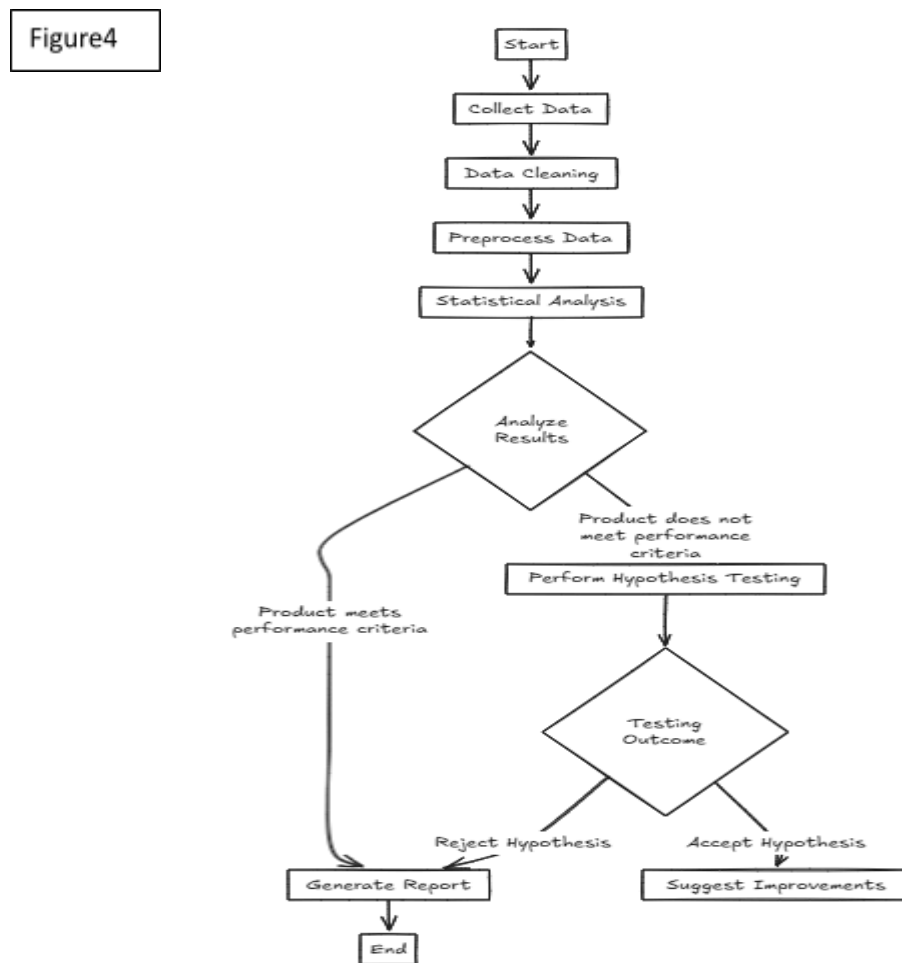 Figure4
Start
Collect Data
Data Cleaning
Preprocess Data
Statistical Analysis
Analyze
Results
Product does not
meet performance
criteria
Perform Hypothesis Testing
Product meets
performance criteria
Testing
Outcome
Reject Hypothesis
Accept Hypothesis
Generate Report
Suggest Improvements
End